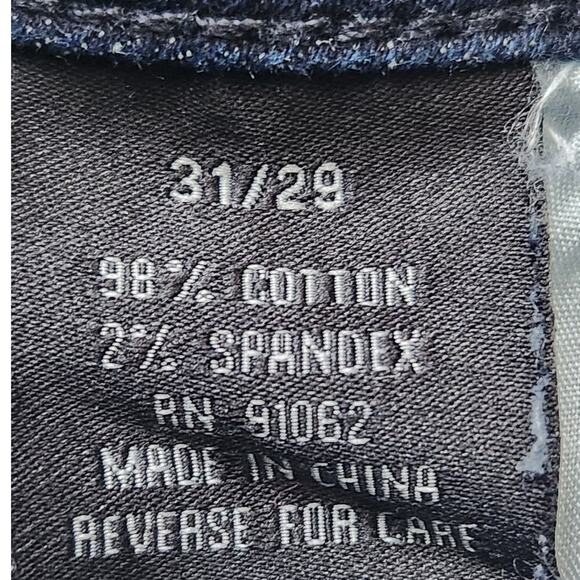 31/29
98% COTTON
2% SPANDEX
RN 91062
MADE IN CHINA
REVERSE FOR CARE